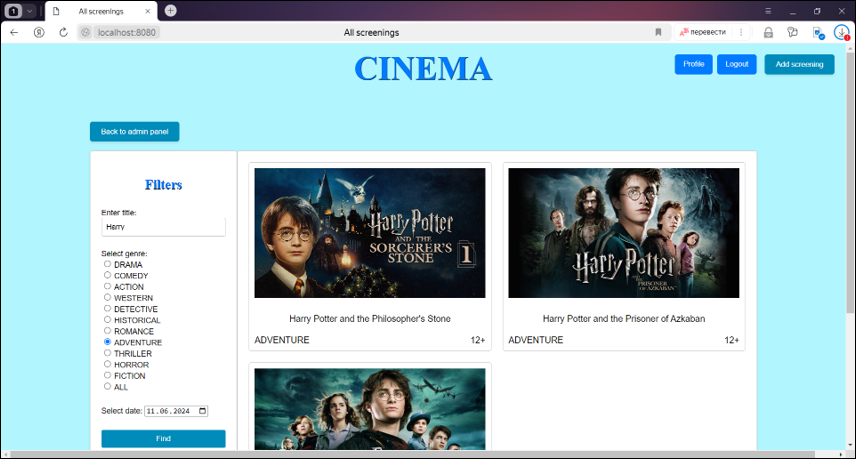 1
All screenings
localhost:8080
All screenings
перевести
CINEMA
Profile
Logout
Add screening
Back to admin panel
Filters
Enter title:
Harry
Select genre:
DRAMA
COMEDY
ACTION
WESTERN
DETECTIVE
HISTORICAL
ROMANCE
ADVENTURE
THRILLER
HORROR
FICTION
ALL
Select date: 11.06.2024
Find
Harry Potter
AND THE
SORCERER'S
STONE
1
Harry Potter and the Philosopher's Stone
ADVENTURE 12+
Harry Potter
AND THE
PRISONER
OF AZKABAN
Harry Potter and the Prisoner of Azkaban
ADVENTURE 12+